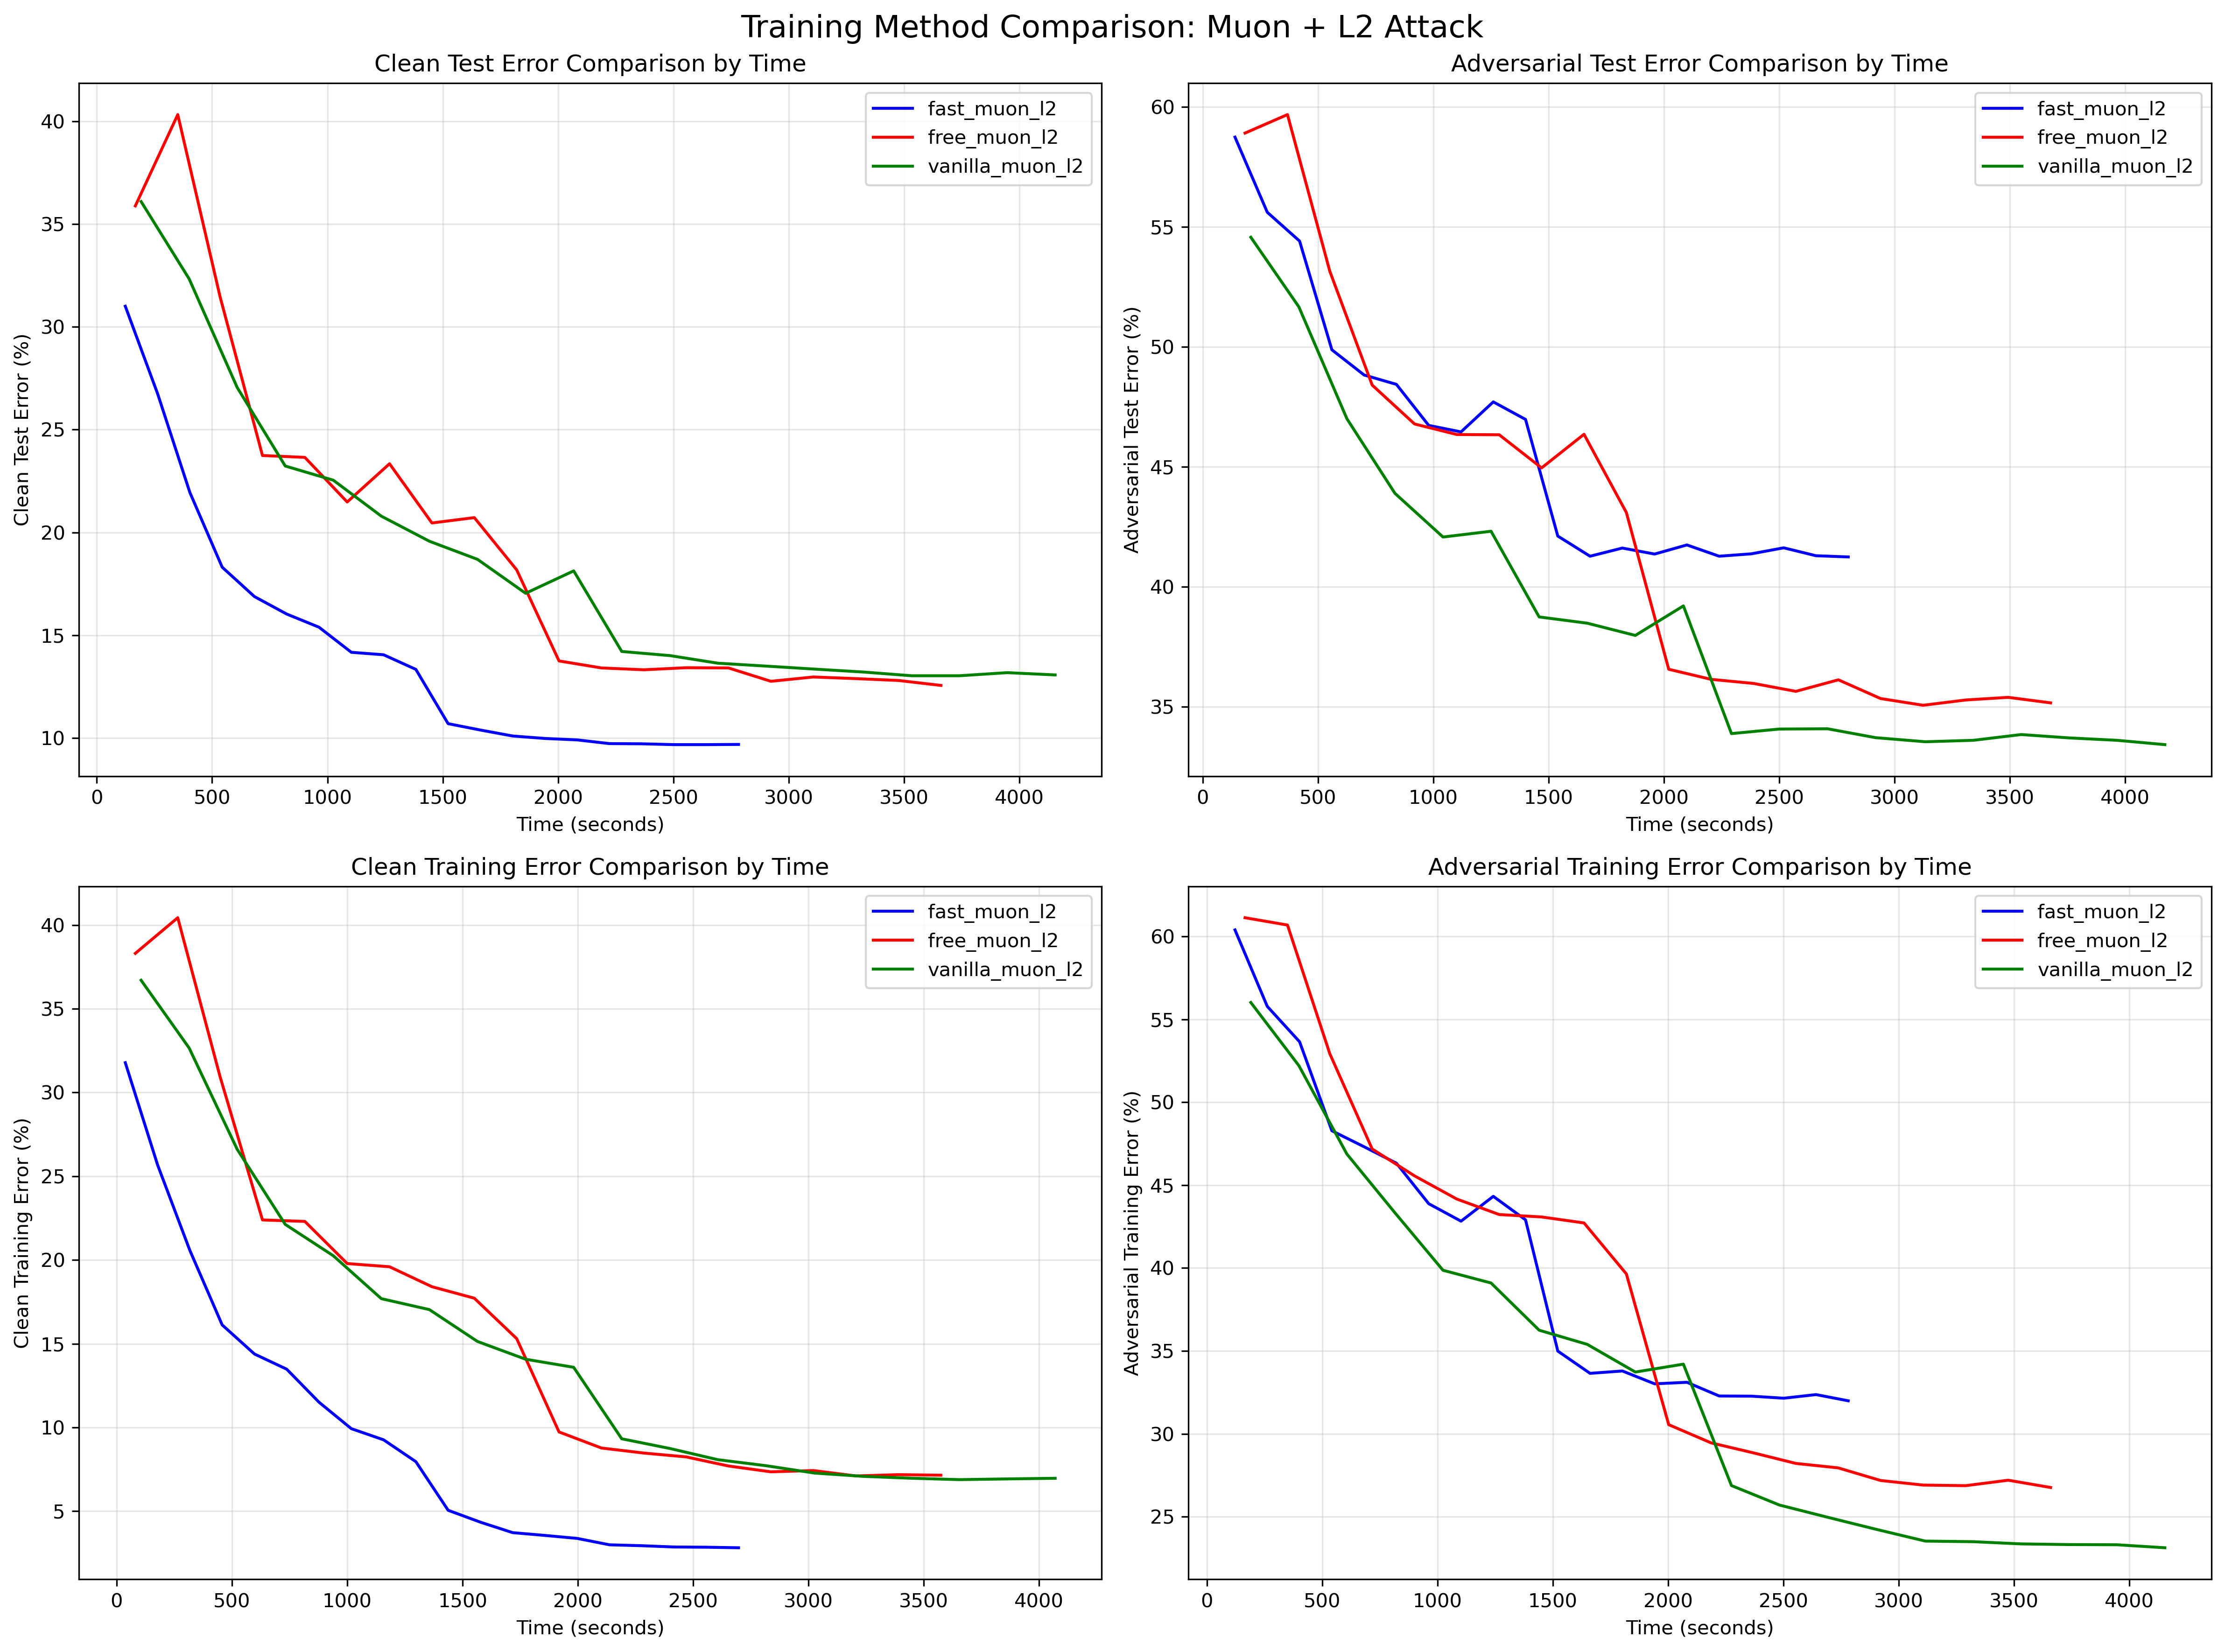 Training Method Comparison: Muon + L2 Attack
Clean Test Error Comparison by Time
Clean Test Error (%)
40
35
30
25
20
15
10
0 500 1000 1500 2000 2500 3000 3500 4000
Time (seconds)
fast_muon_l2
free_muon_l2
vanilla_muon_l2
Adversarial Test Error Comparison by Time
Adversarial Test Error (%)
60
55
50
45
40
35
0 500 1000 1500 2000 2500 3000 3500 4000
Time (seconds)
fast_muon_l2
free_muon_l2
vanilla_muon_l2
Clean Training Error Comparison by Time
Clean Training Error (%)
40
35
30
25
20
15
10
5
0 500 1000 1500 2000 2500 3000 3500 4000
Time (seconds)
fast_muon_l2
free_muon_l2
vanilla_muon_l2
Adversarial Training Error Comparison by Time
Adversarial Training Error (%)
60
55
50
45
40
35
30
25
0 500 1000 1500 2000 2500 3000 3500 4000
Time (seconds)
fast_muon_l2
free_muon_l2
vanilla_muon_l2